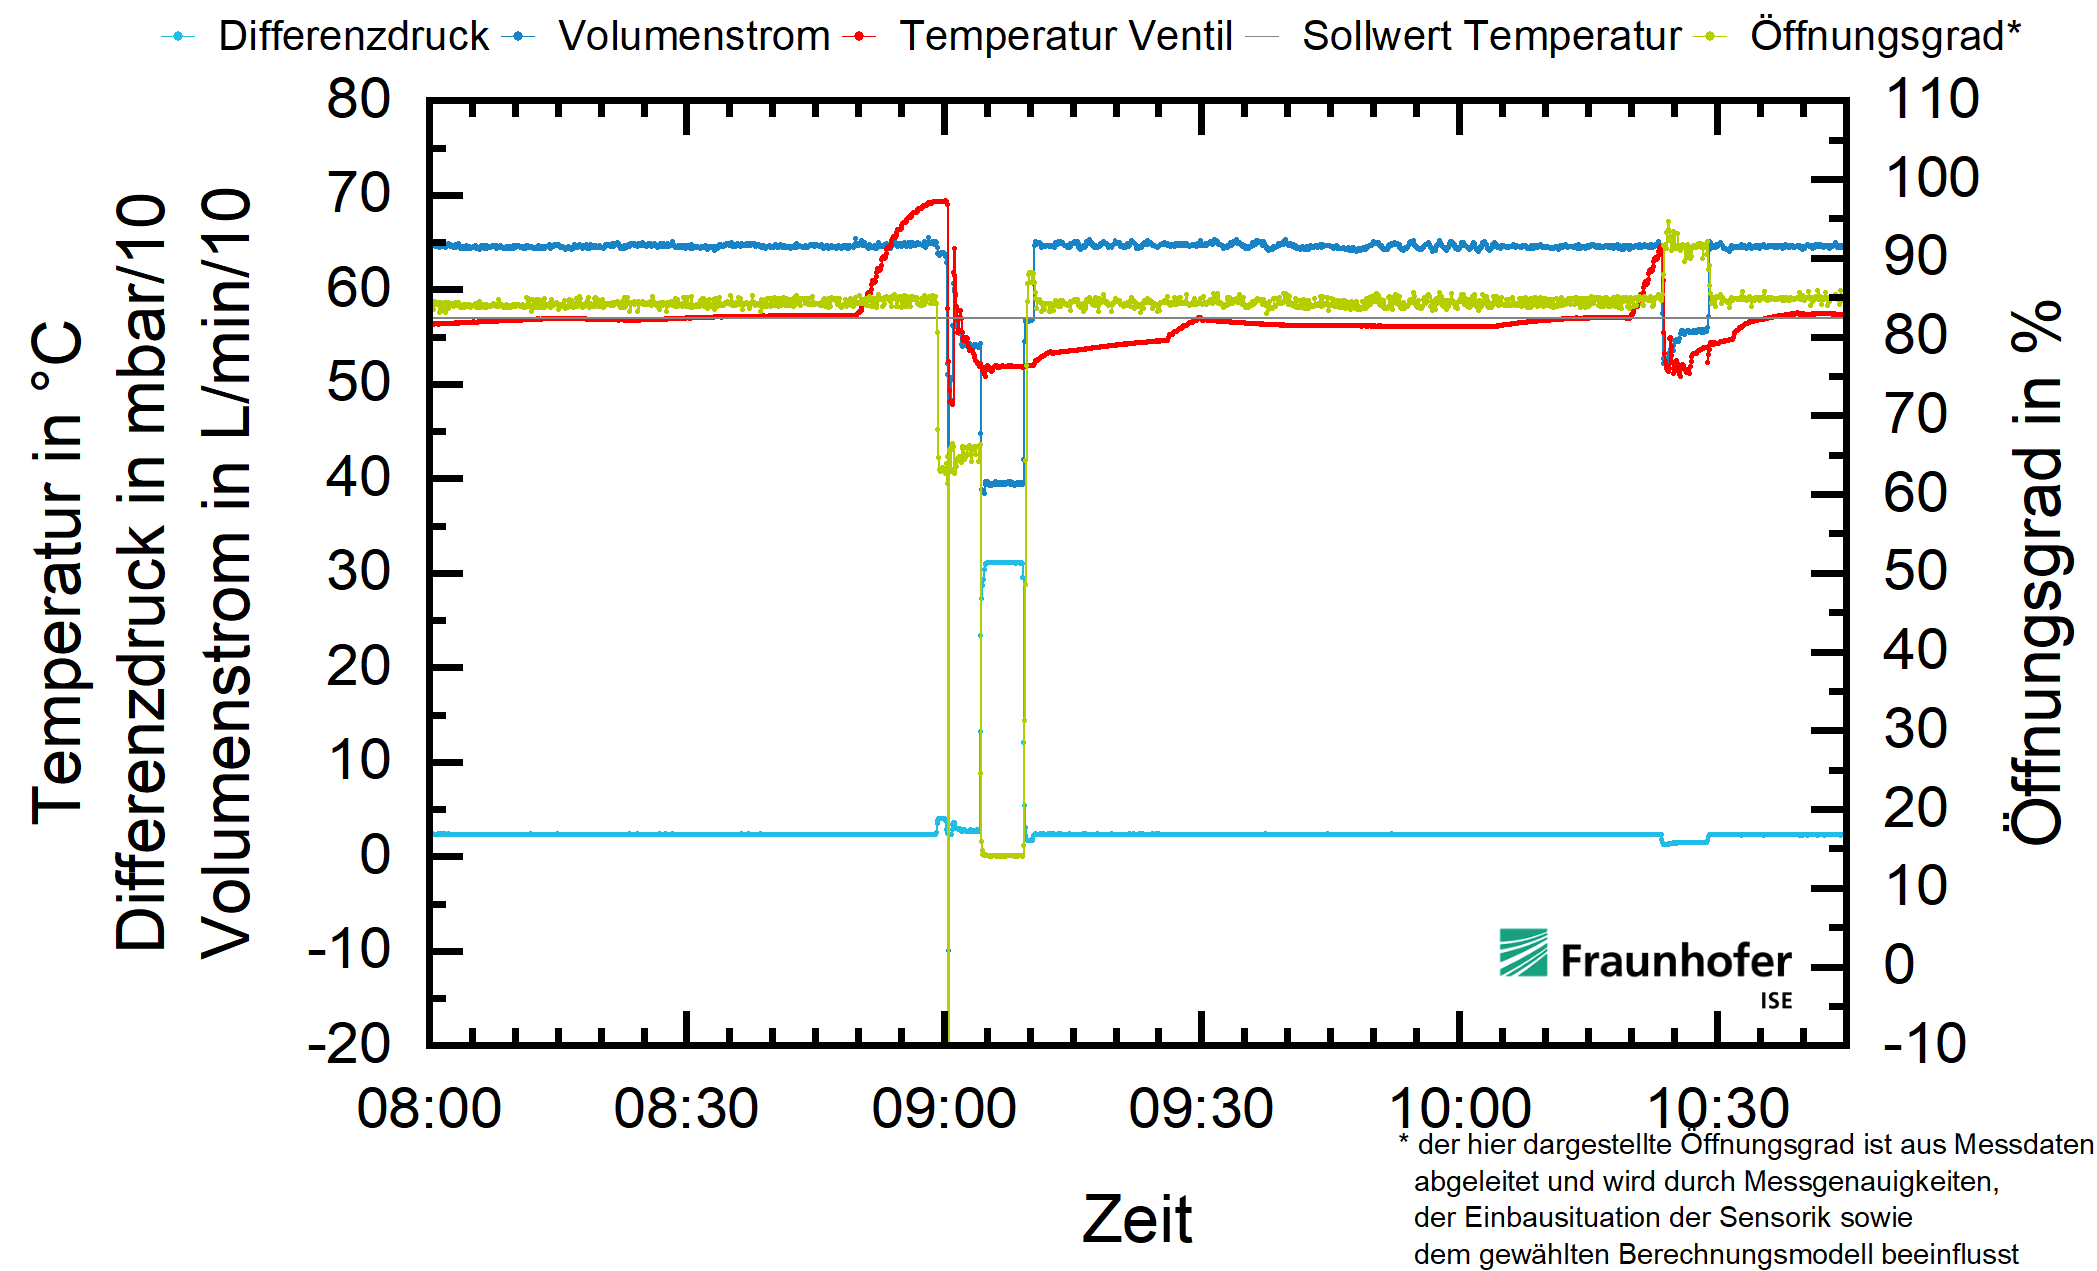 Differenzdruck Volumenstrom Temperatur Ventil Sollwert Temperatur Öffnungsgrad*
Temperatur in °C
Differenzdruck in mbar/10
Volumenstrom in L/min/10
80
70
60
50
40
30
20
10
0
-10
-20
110
100
90
80
70
60
50
40
30
20
10
0
-10
Öffnungsgrad in %
Fraunhofer
ISE
08:00 08:30 09:00 09:30 10:00 10:30
Zeit
* der hier dargestellte Öffnungsgrad ist aus Messdaten
abgeleitet und wird durch Messgenauigkeiten,
der Einbausituation der Sensorik sowie
dem gewählten Berechnungsmodell beeinflusst